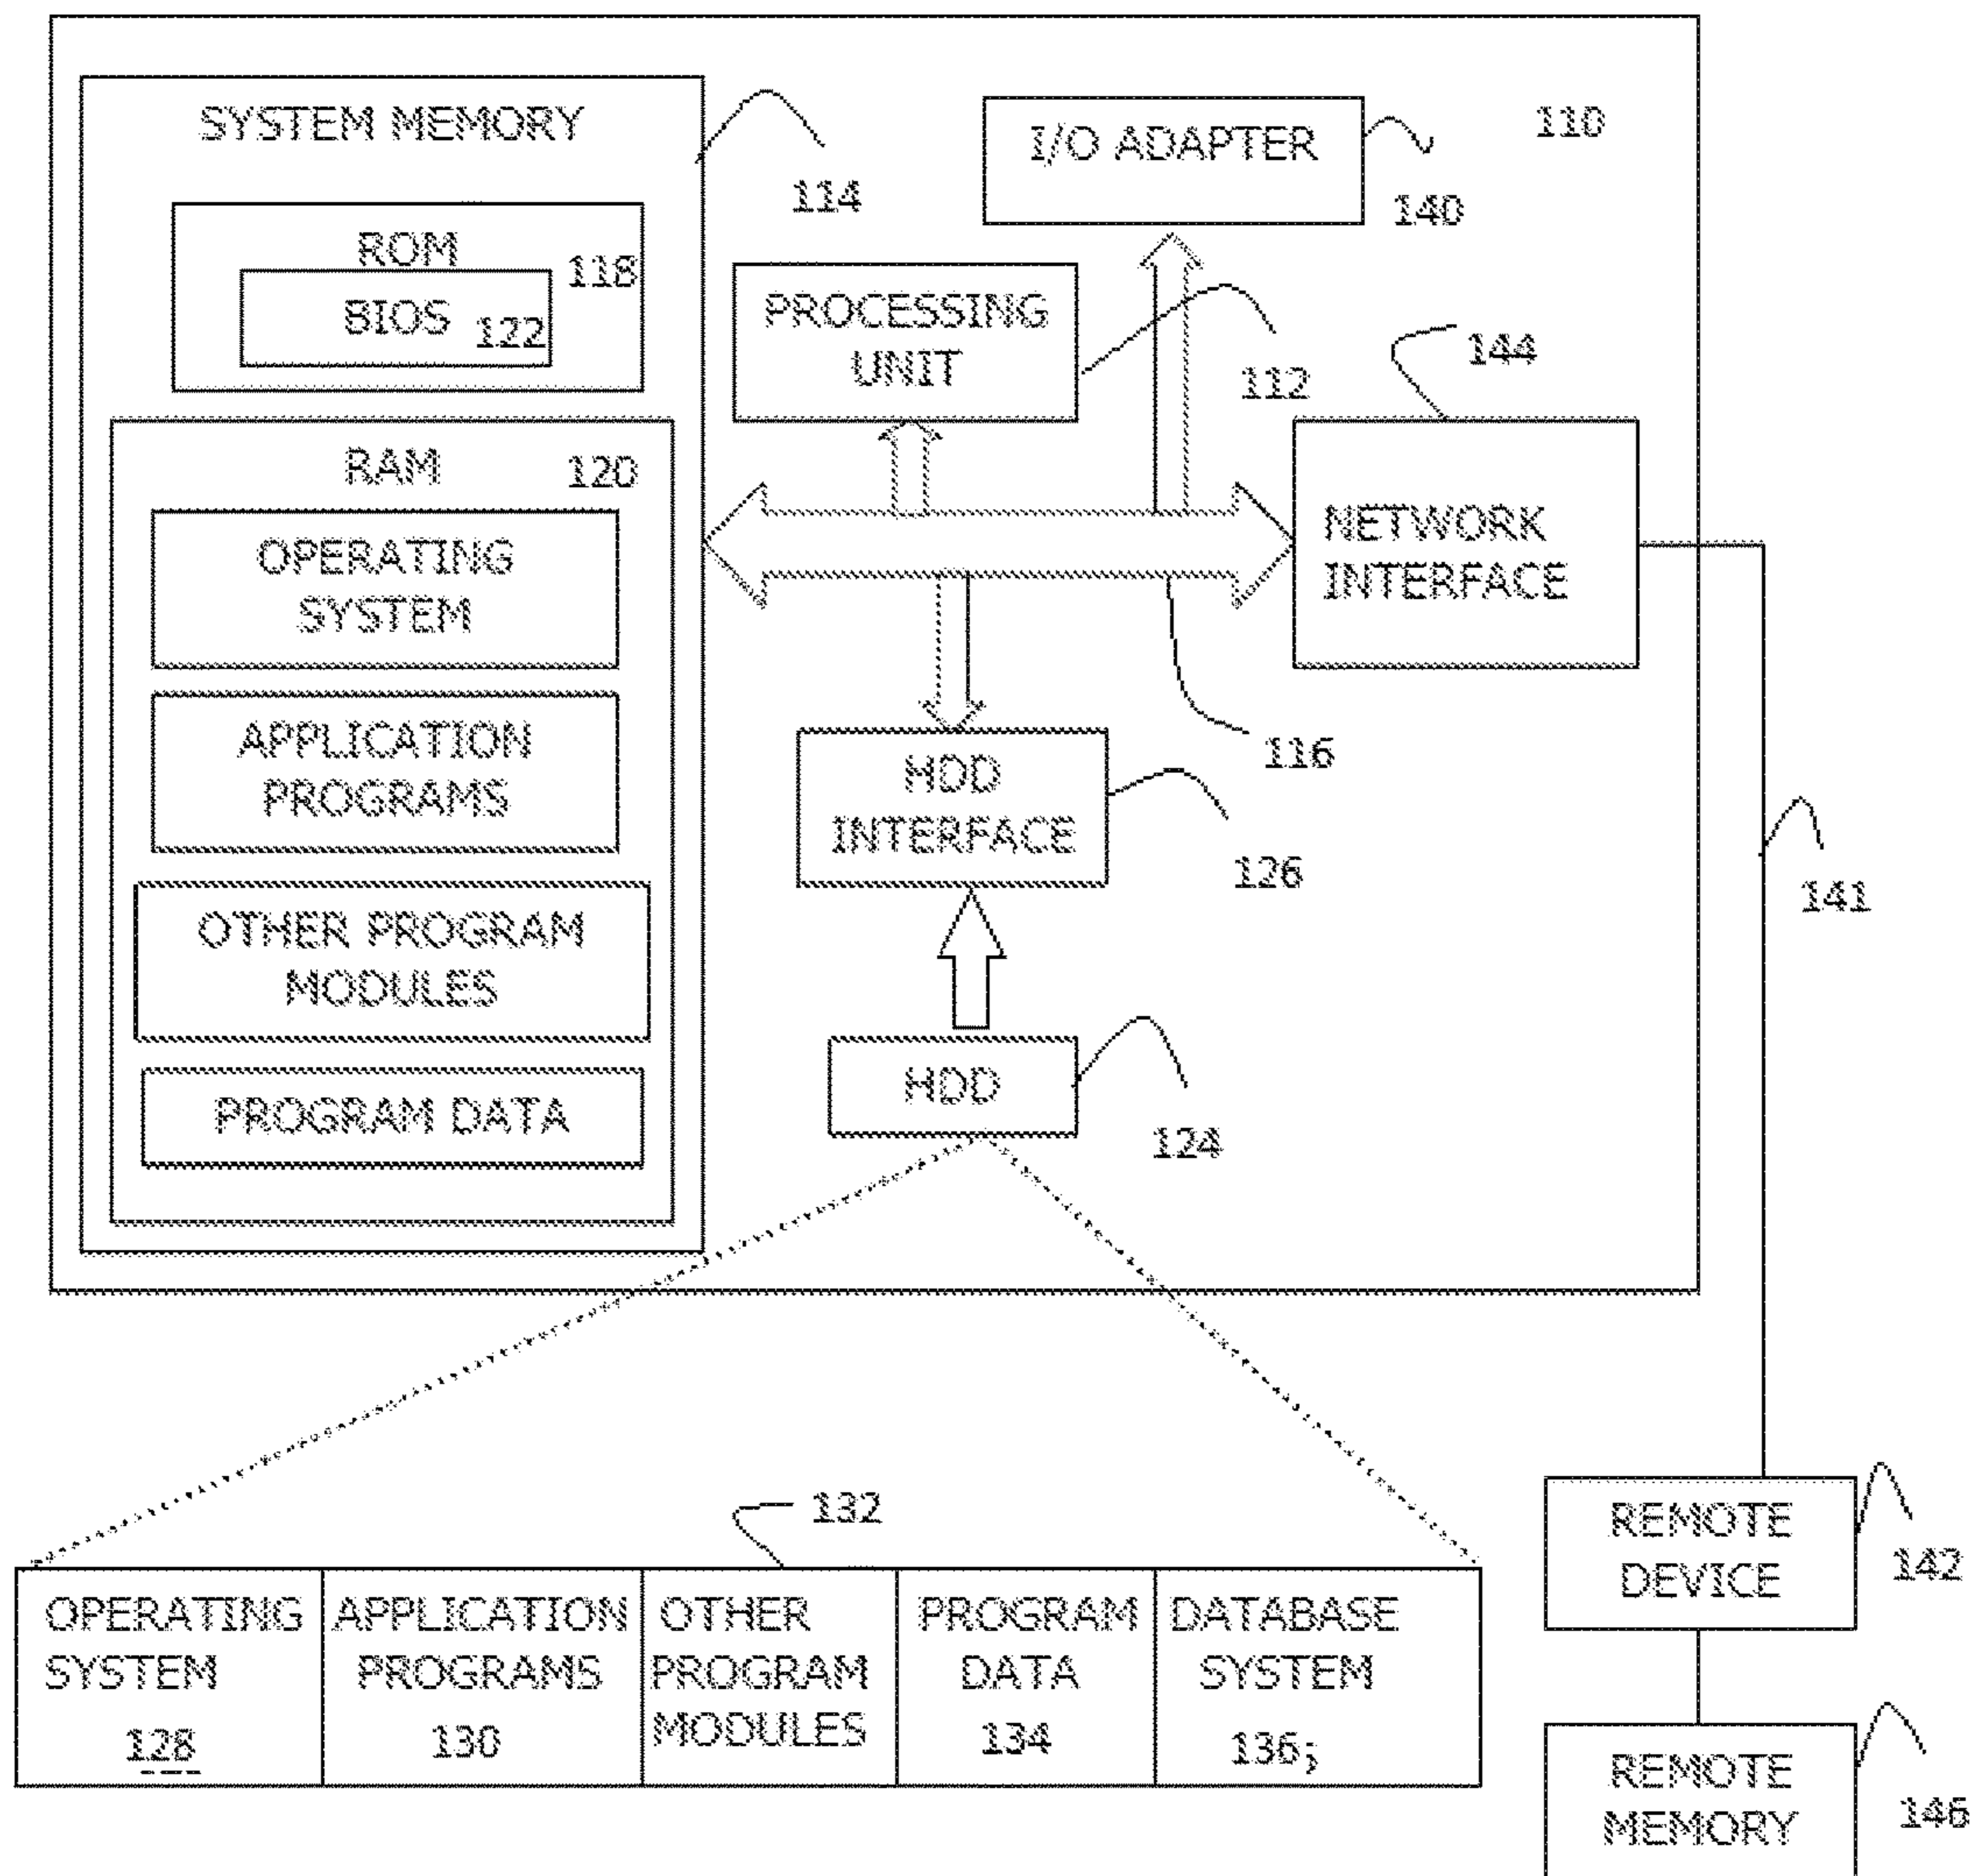 SYSTEM MEMORY
114
ROM
118
BIOS
122
RAM
120
OPERATING
SYSTEM
APPLICATION
PROGRAMS
OTHER PROGRAM
MODULES
PROGRAM DATA
I/O ADAPTER
140
110
PROCESSING
UNIT
112
144
NETWORK
INTERFACE
116
HDD
INTERFACE
126
141
HDD
124
132
OPERATING
SYSTEM
128
APPLICATION
PROGRAMS
130
OTHER
PROGRAM
MODULES
PROGRAM
DATA
134
DATABASE
SYSTEM
136;
REMOTE
DEVICE
142
REMOTE
MEMORY
146